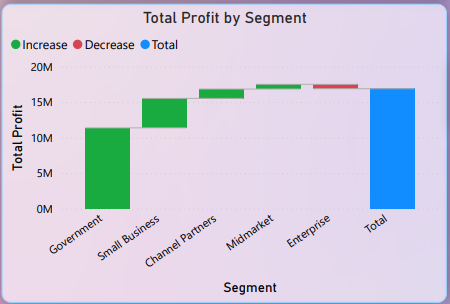 Total Profit by Segment
Increase Decrease Total
Total Profit
20M
15M
10M
5M
0M
Government
Small Business
Channel Partners
Midmarket
Enterprise
Total
Segment